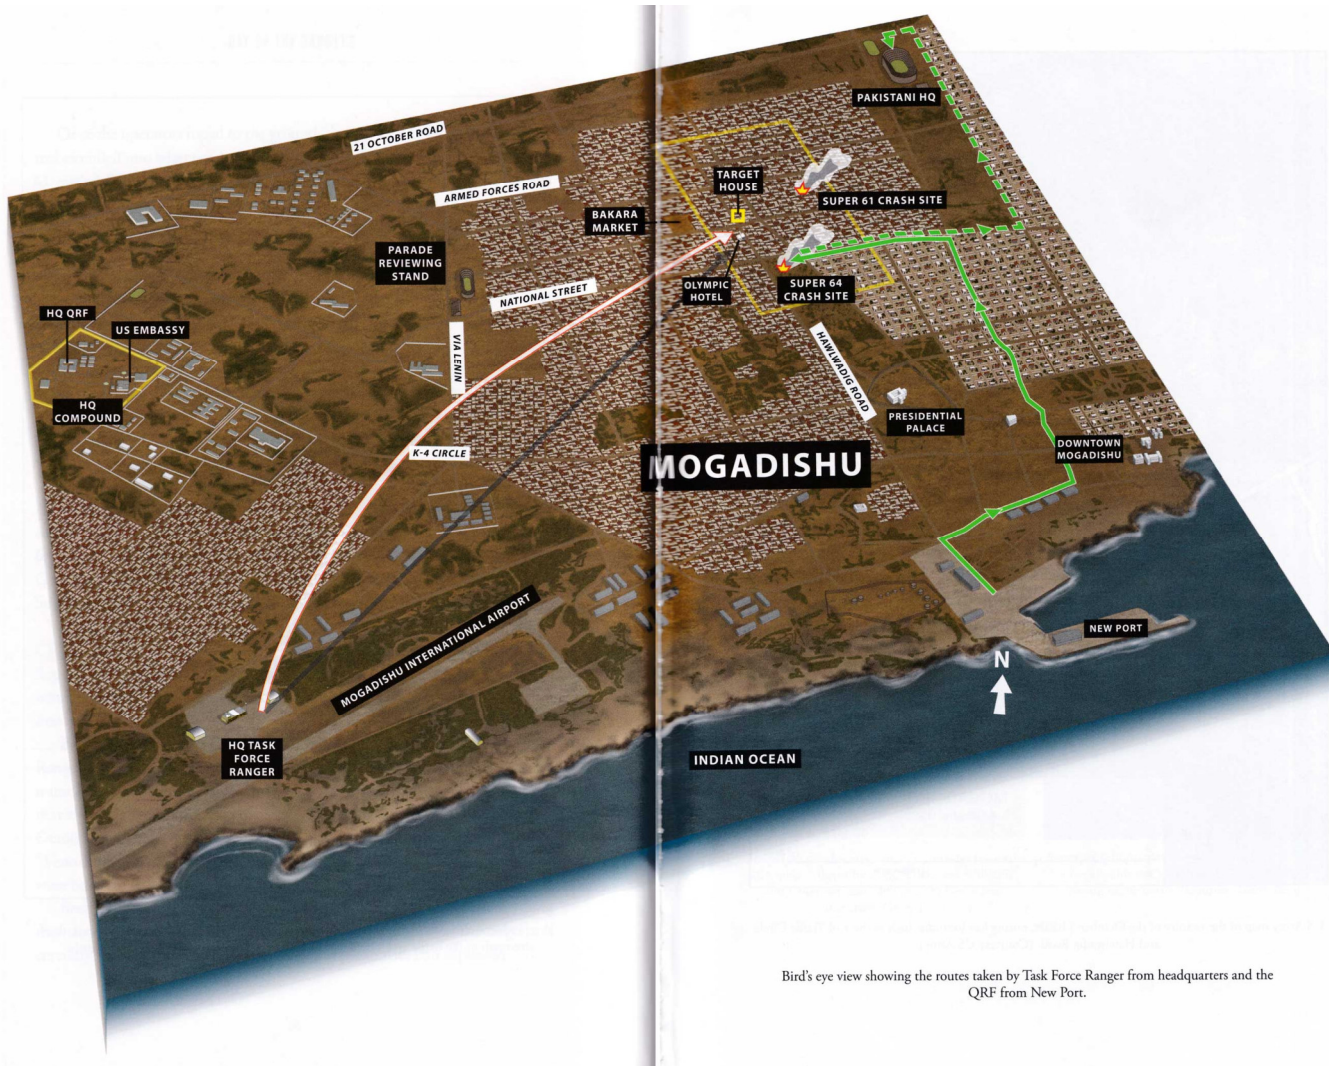 PAKISTANI HQ
21 OCTOBER ROAD
TARGET
HOUSE
ARMED FORCES ROAD
SUPER 61 CRASH SITE
BAKARA
MARKET
PARADE
REVIEWING
STAND
OLYMPIC
HOTEL
SUPER 64
CRASH SITE
NATIONAL STREET
HQ QRF
US EMBASSY
VIA LENIN
HAWLWADIG ROAD
HQ
COMPOUND
PRESIDENTIAL
PALACE
K-4 CIRCLE
DOWNTOWN
MOGADISHU
MOGADISHU
MOGADISHU INTERNATIONAL AIRPORT
NEW PORT
N
HQ TASK
FORCE
RANGER
INDIAN OCEAN
Bird's eye view showing the routes taken by Task Force Ranger from headquarters and the
QRF from New Port.